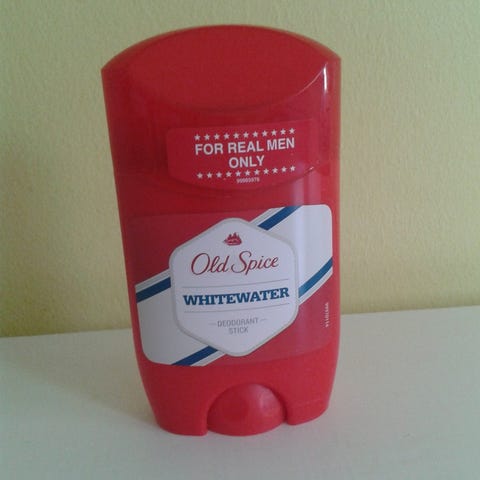 ★★★★★★★★★★
FOR REAL MEN
ONLY
★★★★★★★★★★
Old Spice
WHITEWATER
DEODORANT
STICK